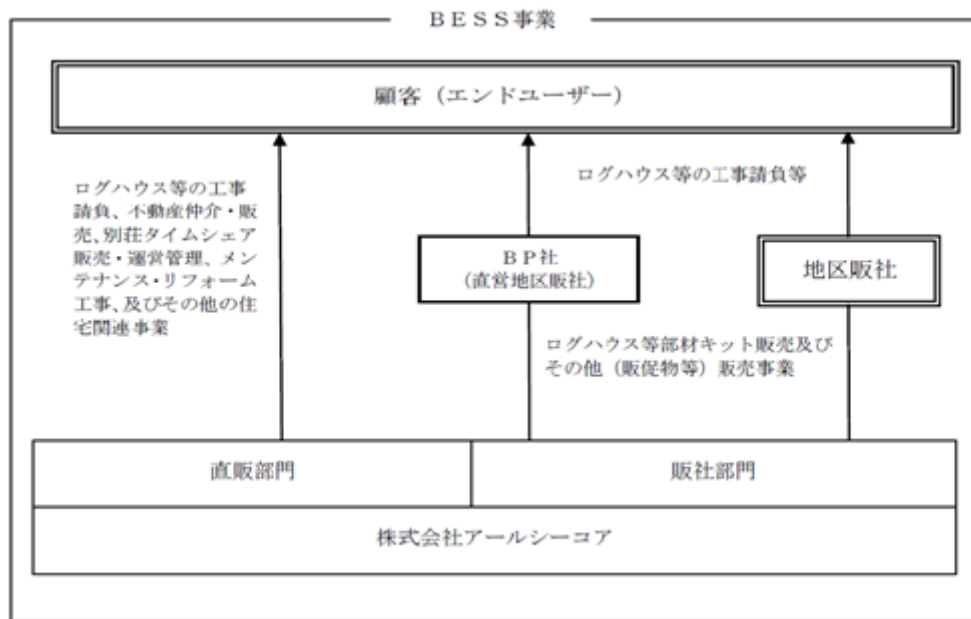 BESS事業
顧客（エンドユーザー）
ログハウス等の工事
請負、不動産仲介・販
売、別荘タイムシェア
販売・運営管理、メン
テナンス・リフォーム
工事、及びその他の住
宅関連事業
ログハウス等の工事請負等
BP社
（直営地区販社）
地区販社
ログハウス等部材キット販売及び
その他（販促物等）販売事業
直販部門
販社部門
株式会社アールシーコア